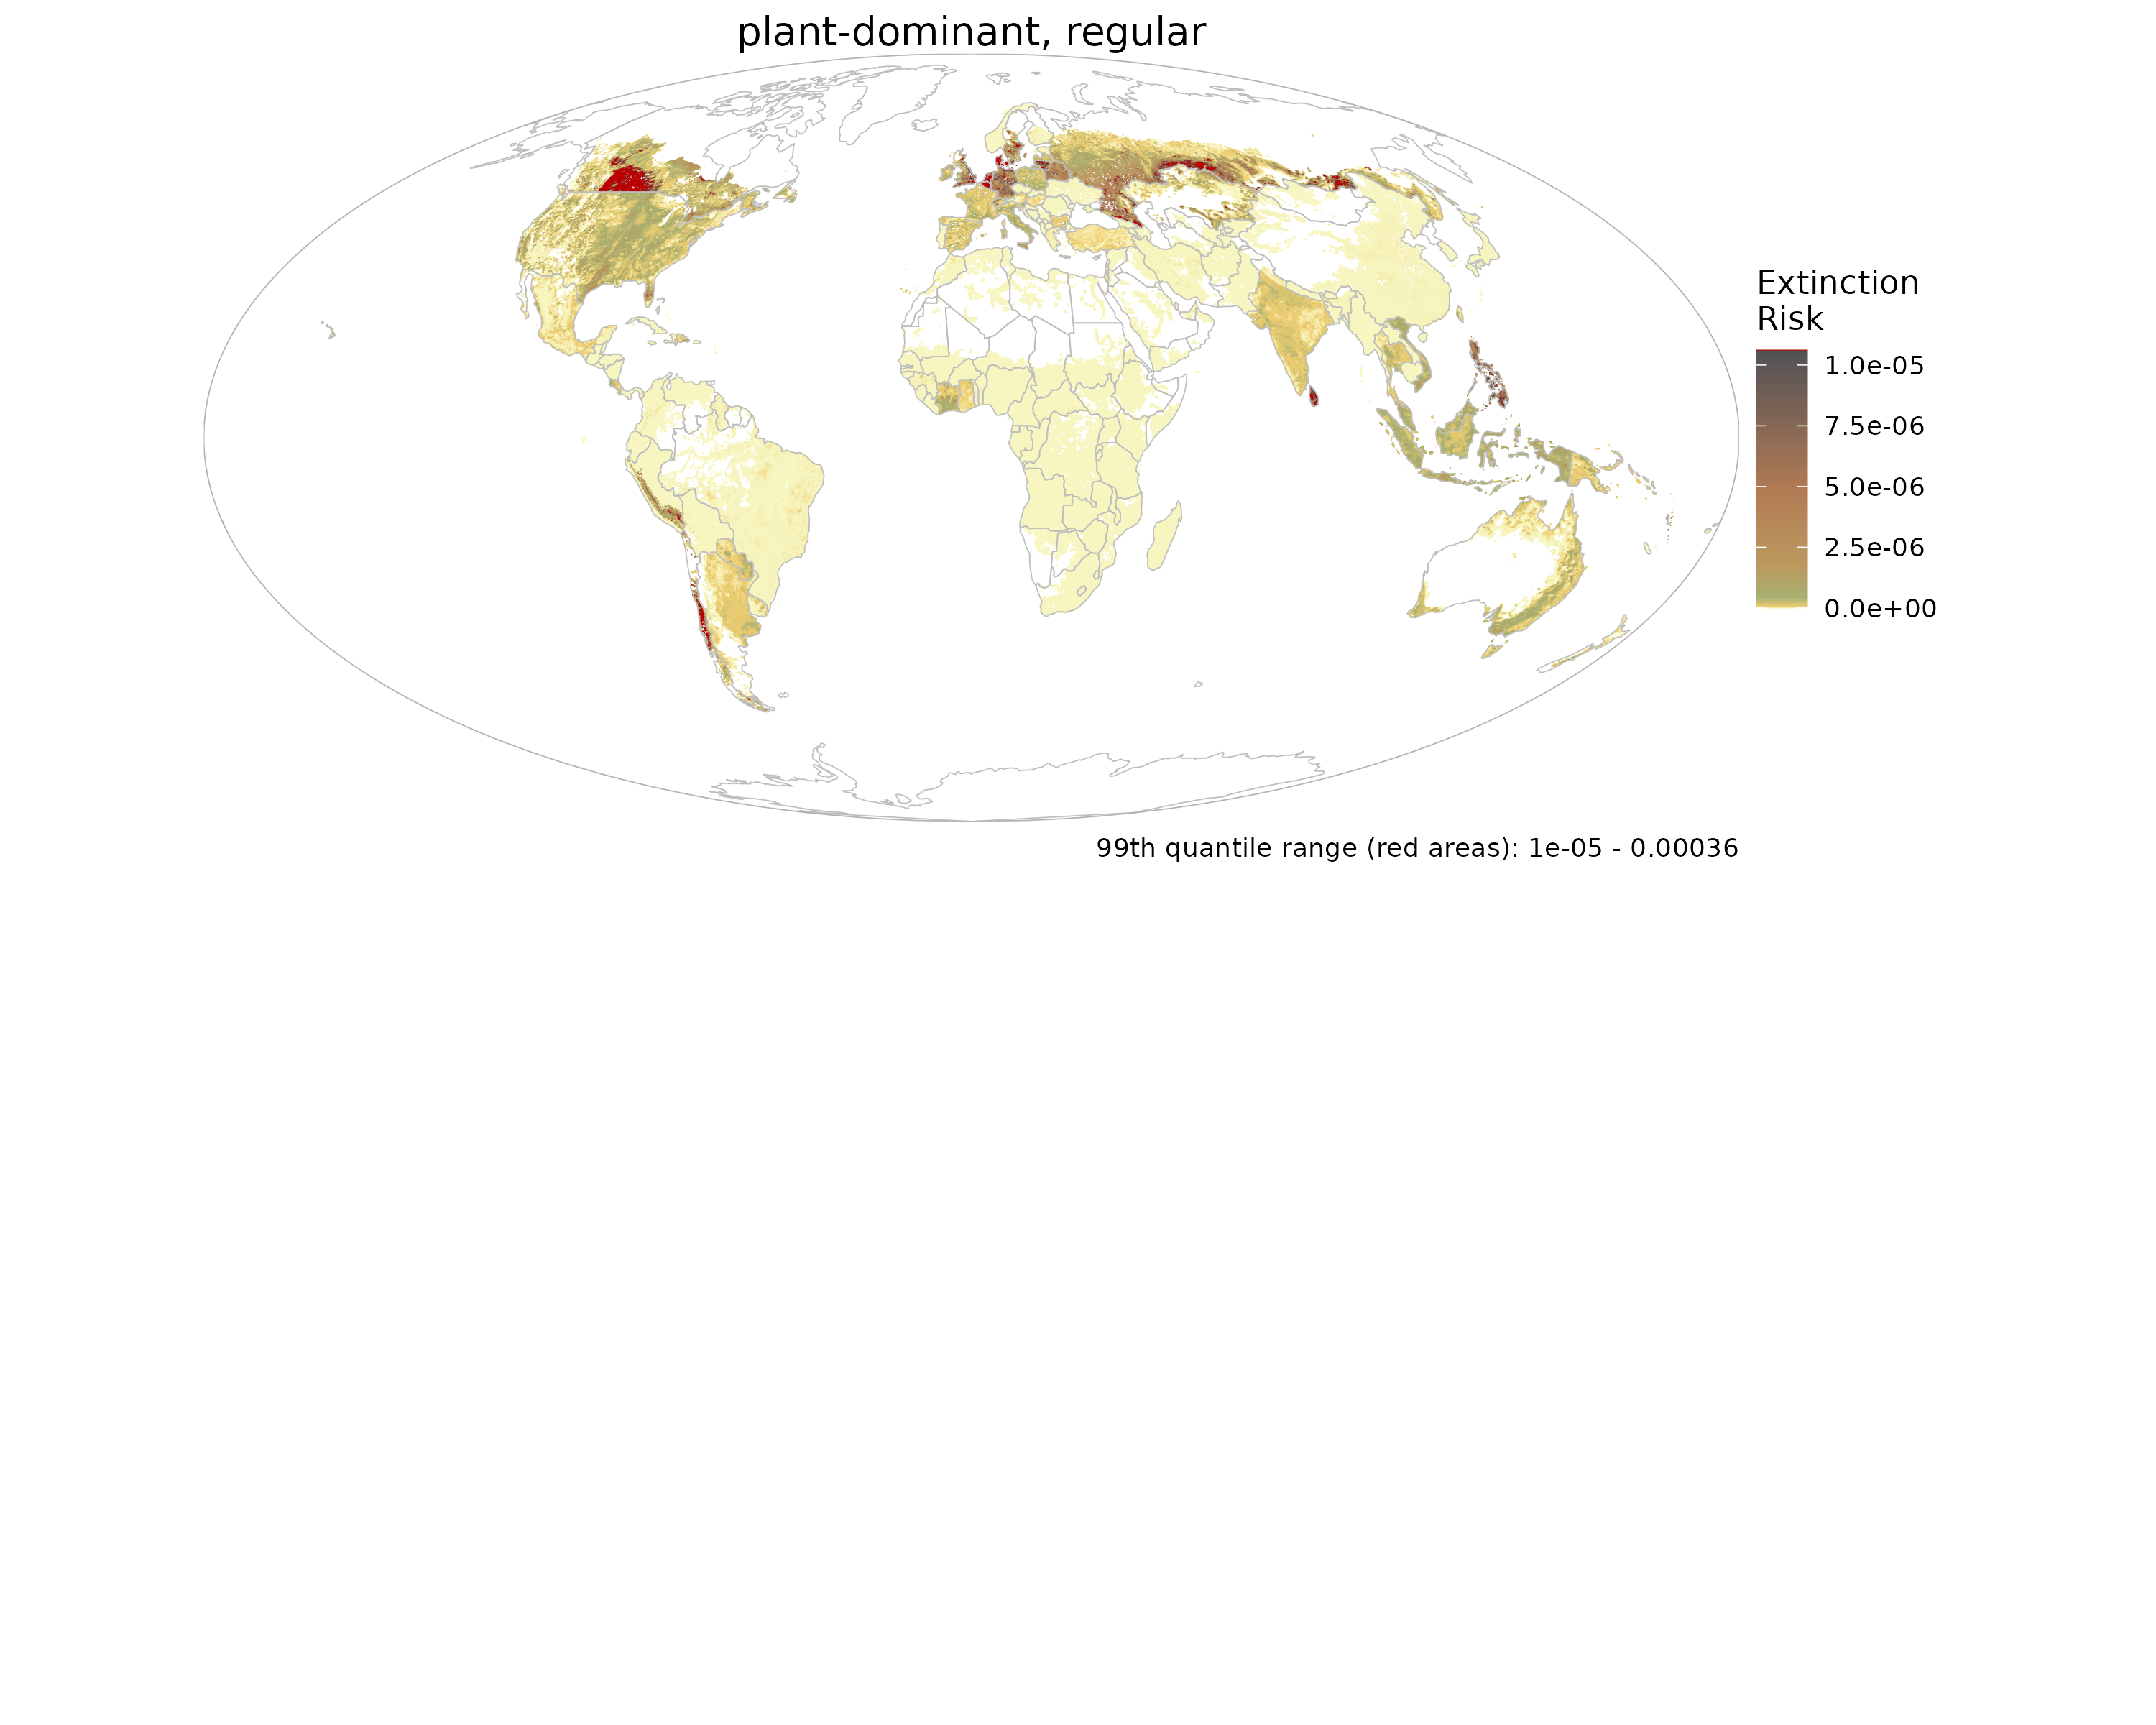 plant-dominant, regular
Extinction
Risk
1.0e-05
7.5e-06
5.0e-06
2.5e-06
0.0e+00
99th quantile range (red areas): 1e-05 - 0.00036